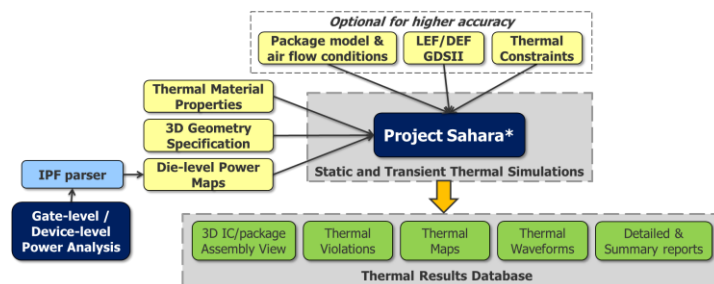 Optional for higher accuracy
Package model &
air flow conditions
LEF/DEF
GDSII
Thermal
Constraints
Thermal Material
Properties
3D Geometry
Specification
Project Sahara*
IPF parser
Die-level Power
Maps
Static and Transient Thermal Simulations
Gate-level /
Device-level
Power Analysis
3D IC/package
Assembly View
Thermal
Violations
Thermal
Maps
Thermal
Waveforms
Detailed &
Summary reports
Thermal Results Database